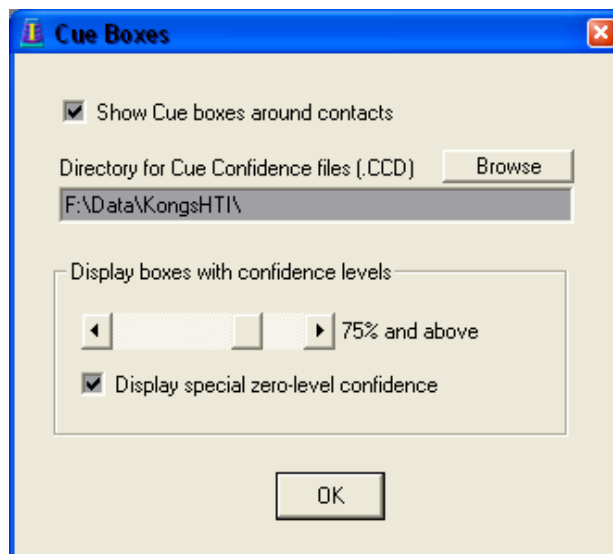 Cue Boxes
Show Cue boxes around contacts
Directory for Cue Confidence files (.CCD) Browse
F:\Data\KongsHTI\
Display boxes with confidence levels
75% and above
Display special zero-level confidence
OK